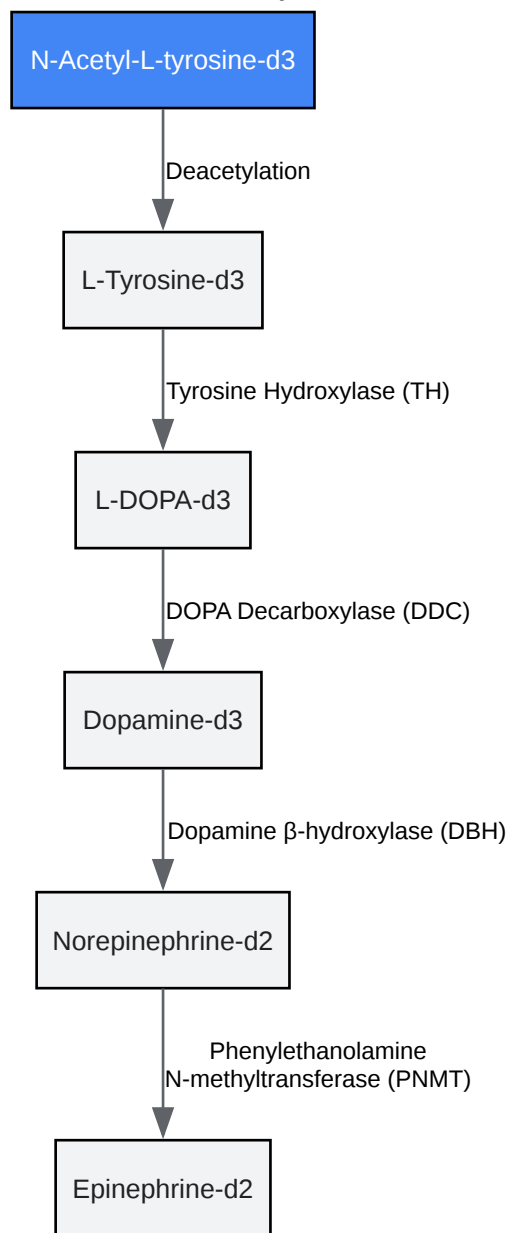 N-Acetyl-L-tyrosine-d3
Deacetylation
L-Tyrosine-d3
Tyrosine Hydroxylase (TH)
L-DOPA-d3
DOPA Decarboxylase (DDC)
Dopamine-d3
Dopamine β-hydroxylase (DBH)
Norepinephrine-d2
Phenylethanolamine
N-methyltransferase (PNMT)
Epinephrine-d2